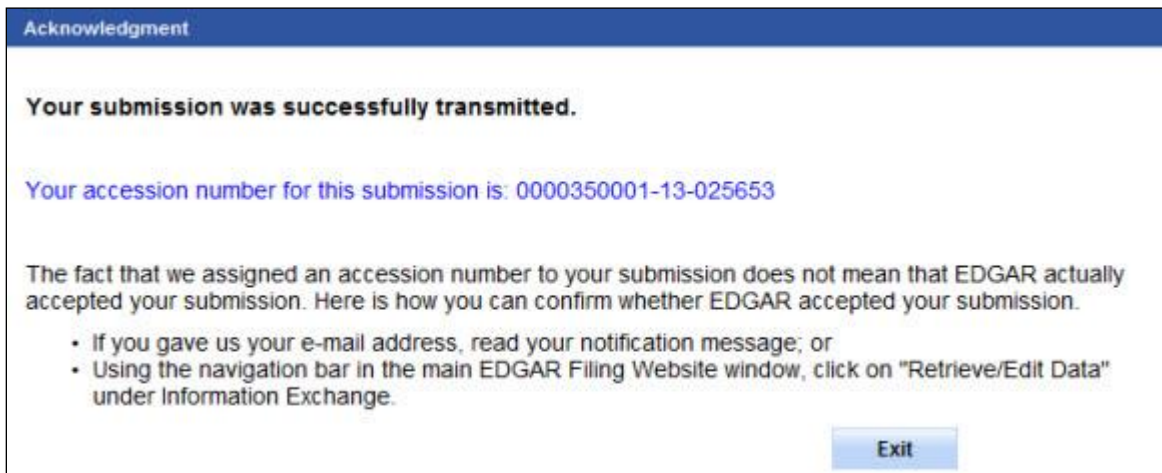 Acknowledgment
Your submission was successfully transmitted.
Your accession number for this submission is: 0000350001-13-025653
The fact that we assigned an accession number to your submission does not mean that EDGAR actually
accepted your submission. Here is how you can confirm whether EDGAR accepted your submission.
• If you gave us your e-mail address, read your notification message; or
• Using the navigation bar in the main EDGAR Filing Website window, click on "Retrieve/Edit Data"
under Information Exchange.
Exit